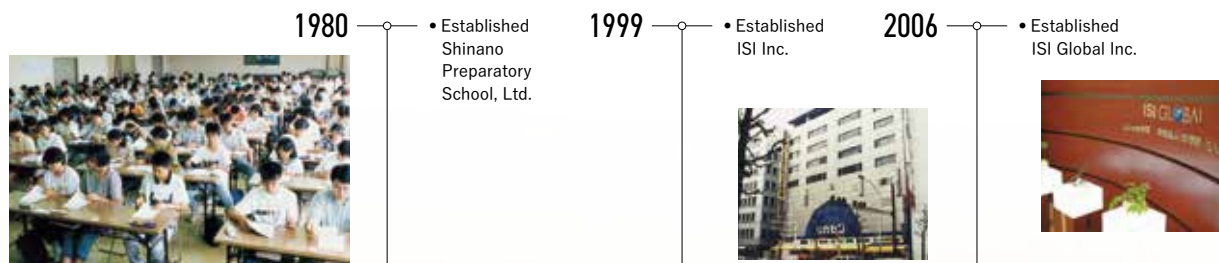 1980
• Established
Shinano
Preparatory
School, Ltd.
1999
• Established
ISI Inc.
2006
• Established
ISI Global Inc.
ISI GLOBAL